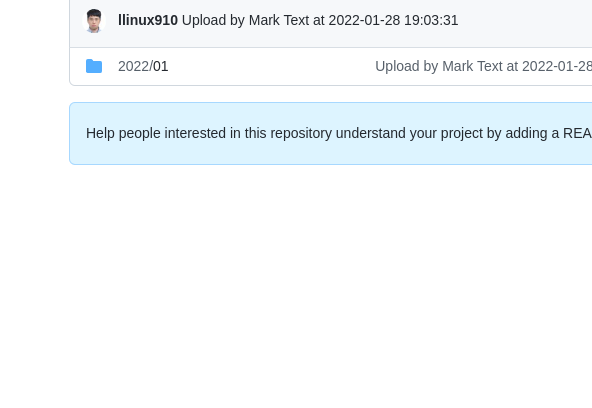 llinux910 Upload by Mark Text at 2022-01-28 19:03:31
2022/01 Upload by Mark Text at 2022-01-28
Help people interested in this repository understand your project by adding a REA